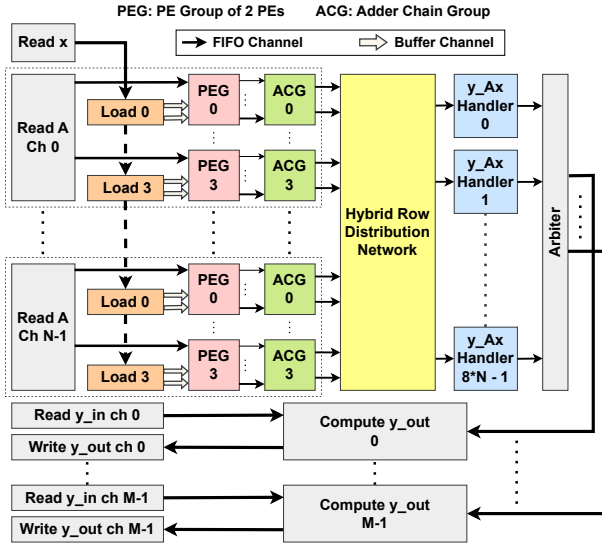 PEG: PE Group of 2 PEs ACG: Adder Chain Group
Read x
FIFO Channel
Buffer Channel
Read A
Ch 0
Load 0
PEG
0
ACG
0
Load 3
PEG
3
ACG
3
Read A
Ch N-1
Load 0
PEG
0
ACG
0
Load 3
PEG
3
ACG
3
Hybrid Row
Distribution
Network
y_Ax
Handler
0
y_Ax
Handler
1
y_Ax
Handler
8*N - 1
Arbiter
Read y_in ch 0
Write y_out ch 0
Compute y_out
0
Read y_in ch M-1
Write y_out ch M-1
Compute y_out
M-1